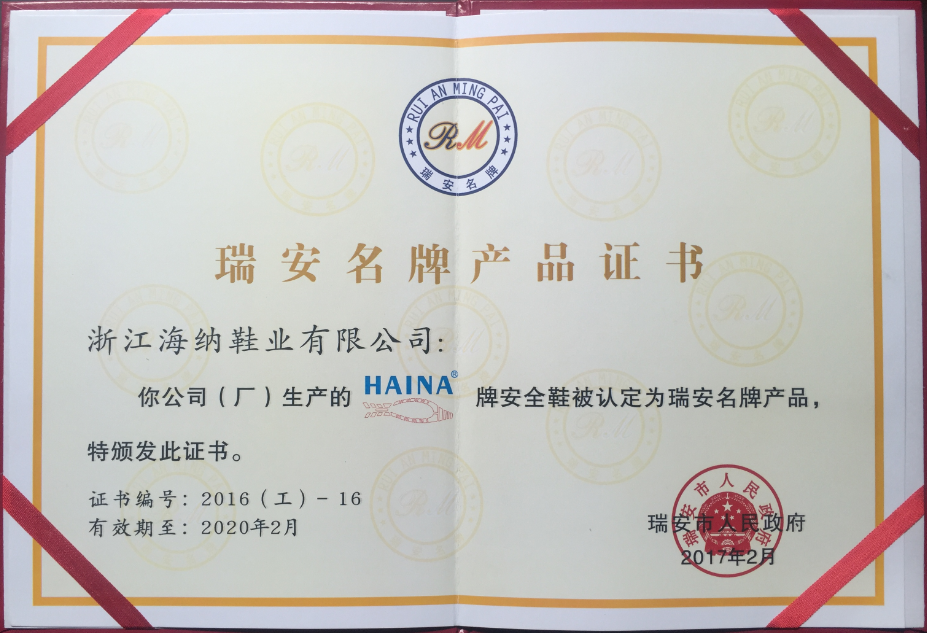 RUI AN MING PAI
RM
瑞安名牌
瑞安名牌产品证书
浙江海纳鞋业有限公司:
你公司（厂）生产的 HAINA® 牌安全鞋被认定为瑞安名牌产品，
特颁发此证书。
证书编号：2016（工）－16
有效期至：2020年2月
瑞安市人民政府
瑞安市人民政府
2017年2月